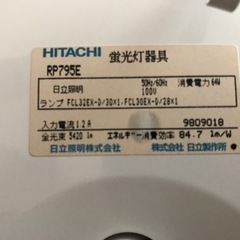 HITACHI 蛍光灯器具
RP795E
日立照明 50Hz/60Hz 消費電力 64W
100V
ランプ FCL32EX-D/30×1,FCL30EX-D/28×1
入力電流 1.2A 9809018
全光束 5420 lm エネルギー消費効率 84.7 lm/W
日立照明株式会社 株式会社 日立製作所